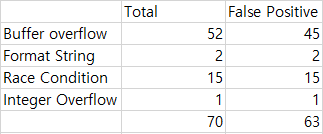 Total False Positive
Buffer overflow 52 45
Format String 2 2
Race Condition 15 15
Integer Overflow 1 1
70 63